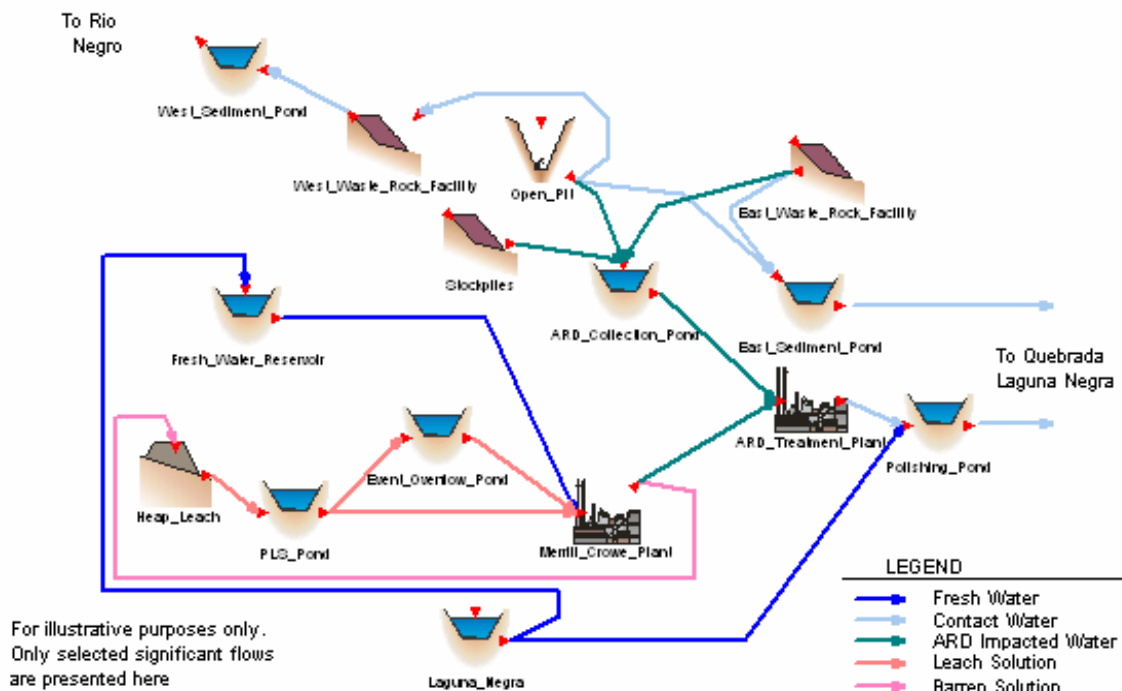 To Rio
Negro
West_Sediment_Pond
West_Waste_Rock_Facility
Open_Pit
East_Waste_Rock_Facility
Stockpiles
ARD_Collection_Pond
East_Sediment_Pond
Fresh_Water_Reservoir
To Quebrada
Laguna Negra
ARD_Treatment_Plant
Polishing_Pond
Event_Overflow_Pond
Heap_Leach
PLS_Pond
Merrill_Crowe_Plant
Laguna_Negra
For illustrative purposes only.
Only selected significant flows
are presented here
LEGEND
Fresh Water
Contact Water
ARD Impacted Water
Leach Solution
Barren Solution